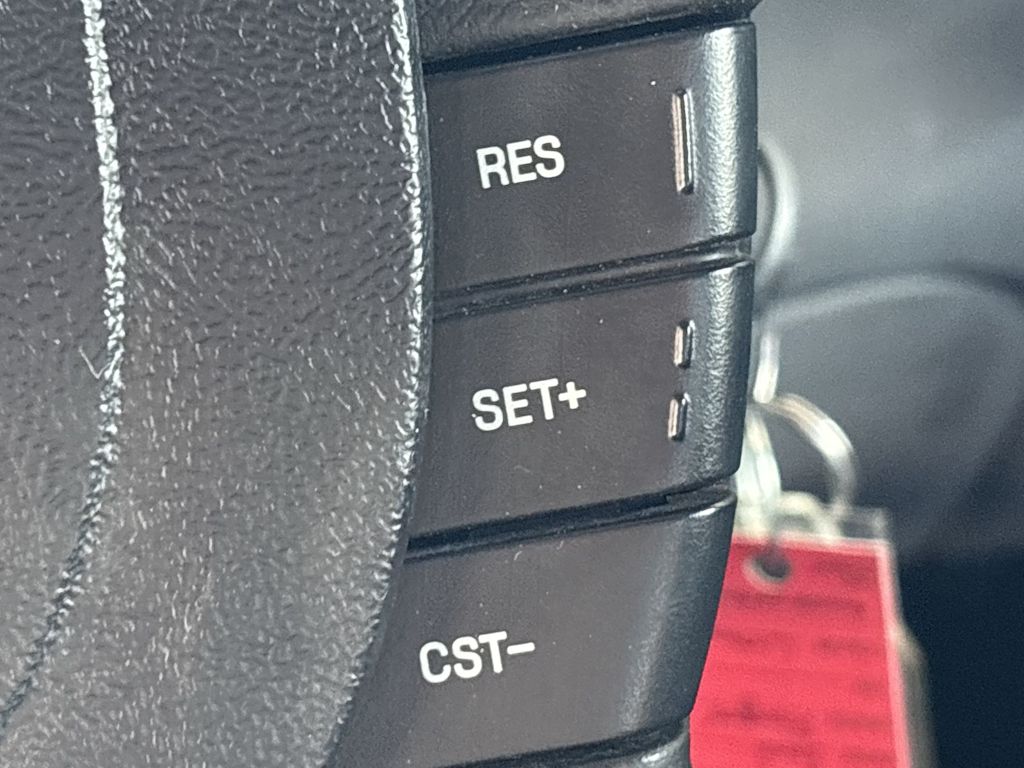 RES
SET+
CST-